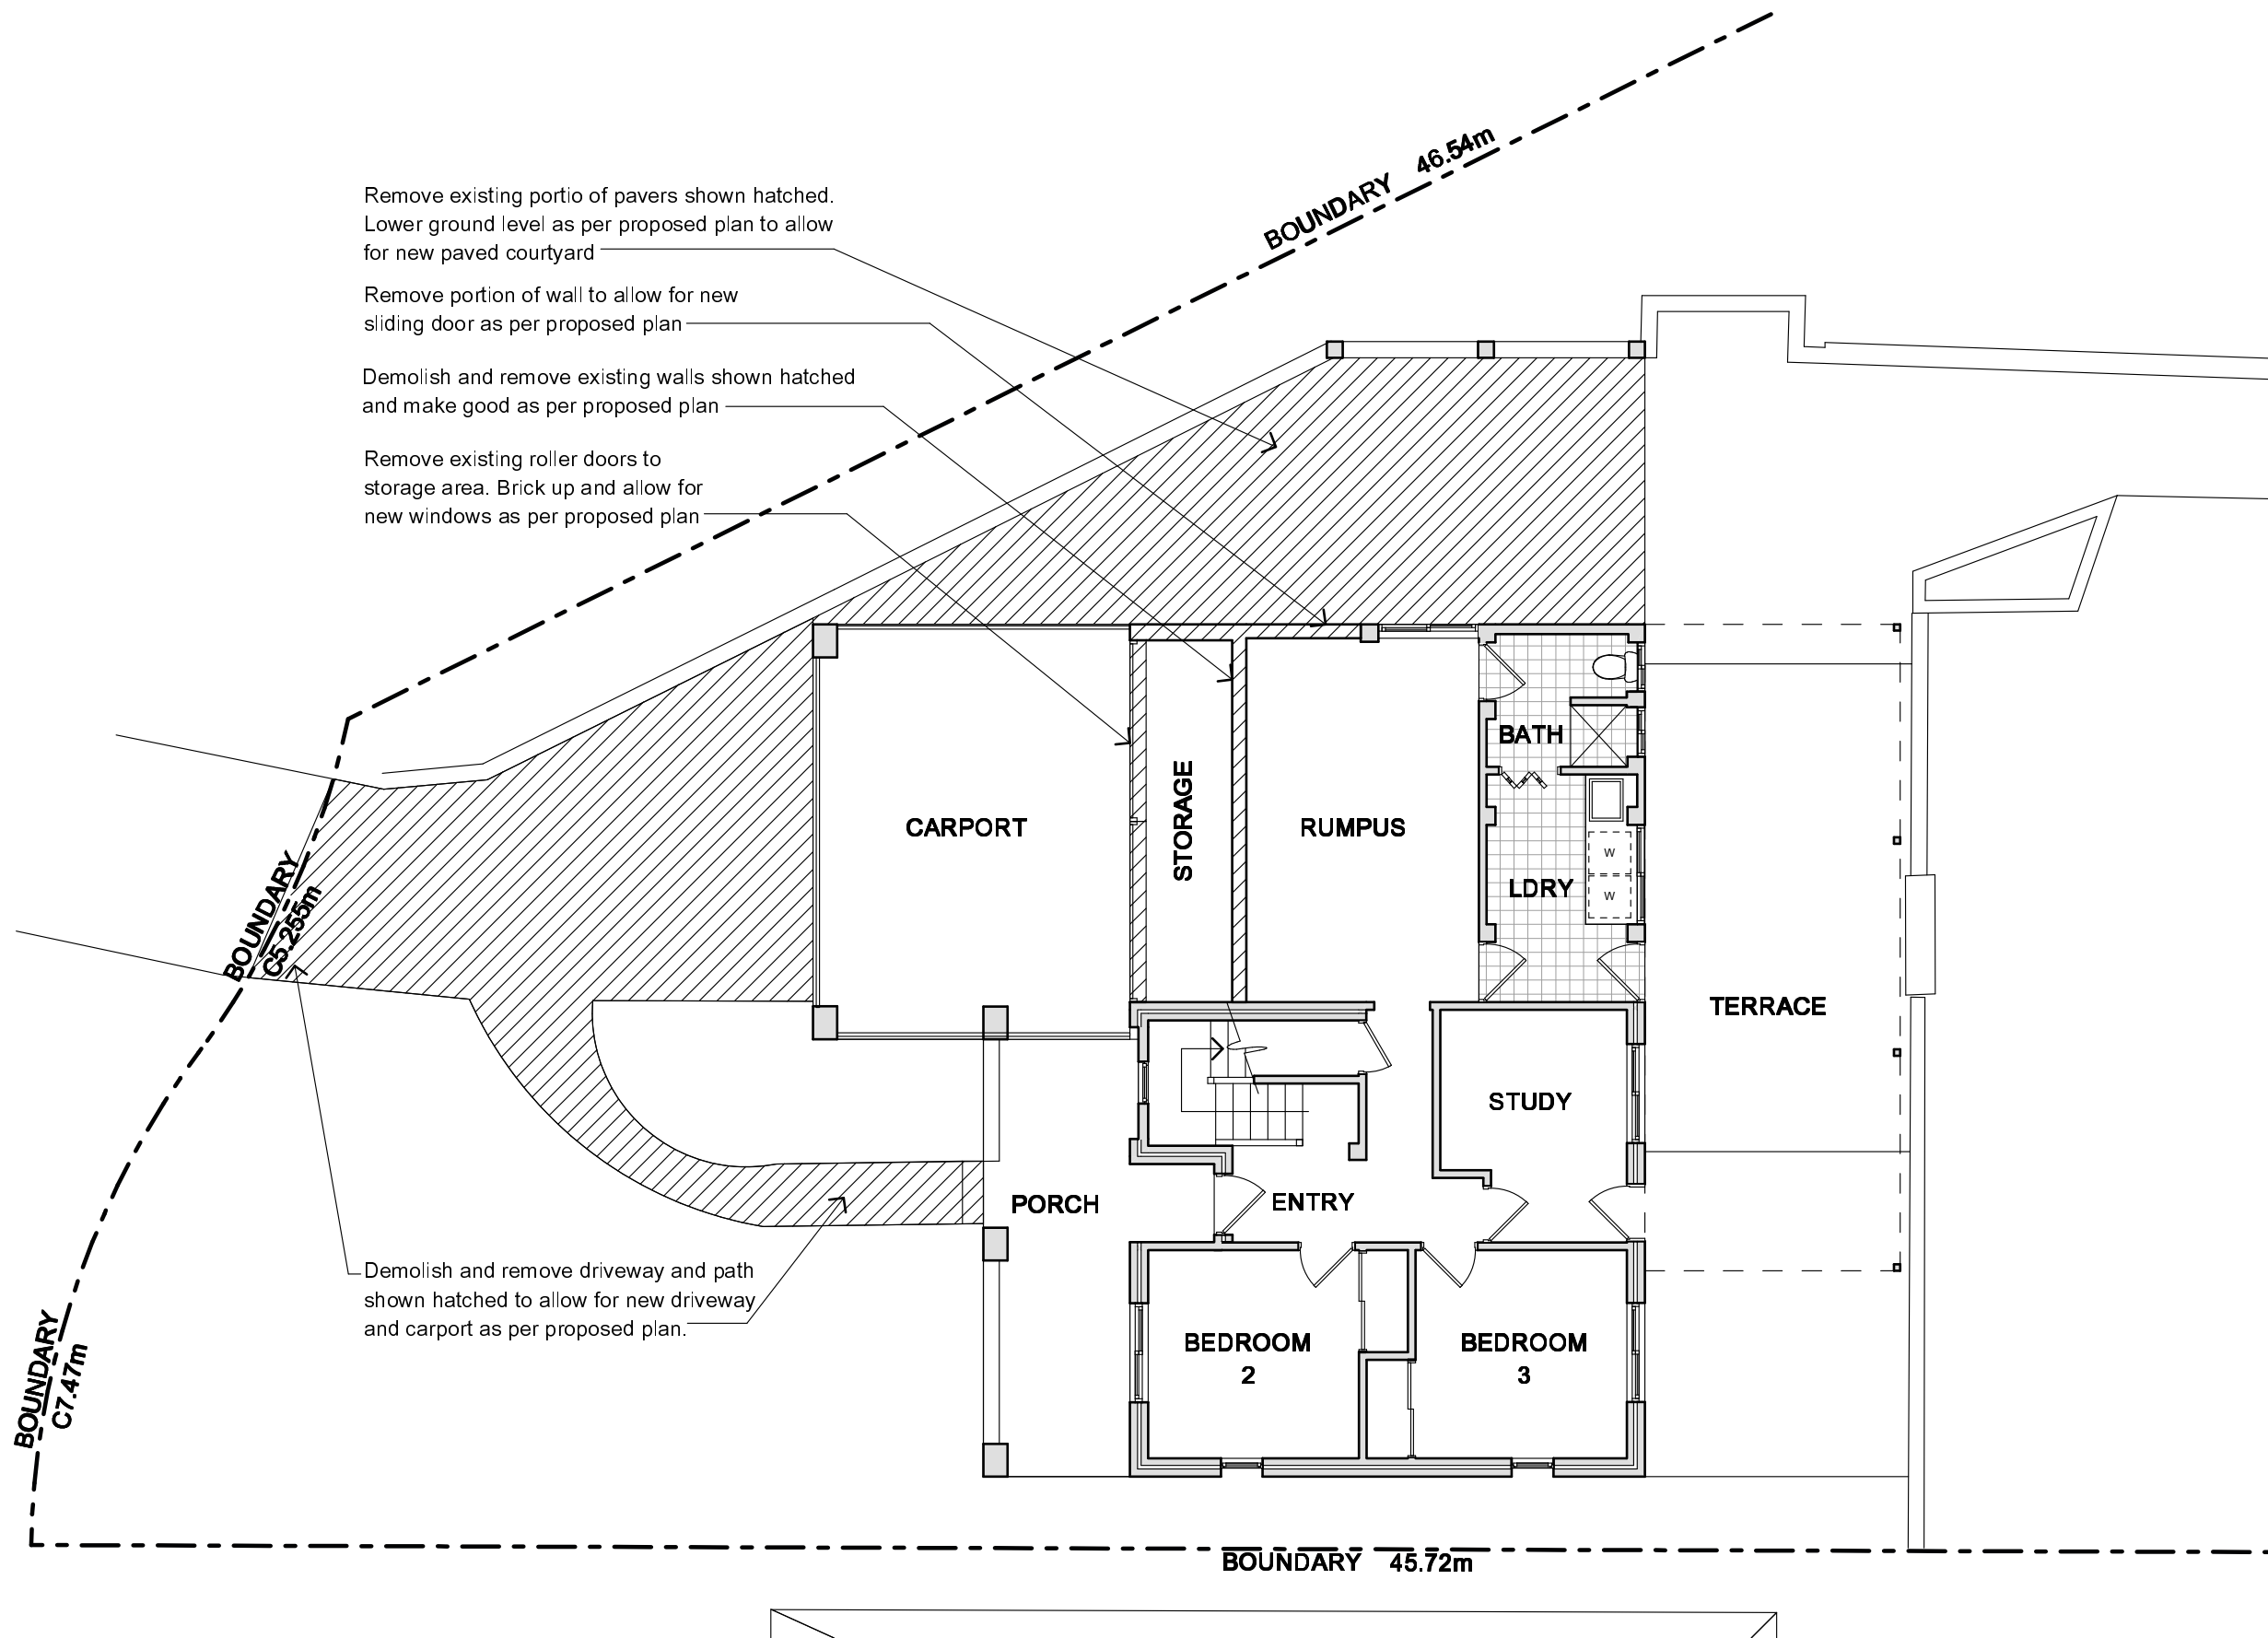 BOUNDARY 46.54m
Remove existing portio of pavers shown hatched.
Lower ground level as per proposed plan to allow
for new paved courtyard
Remove portion of wall to allow for new
sliding door as per proposed plan
Demolish and remove existing walls shown hatched
and make good as per proposed plan
Remove existing roller doors to
storage area. Brick up and allow for
new windows as per proposed plan
BATH
CARPORT
STORAGE
RUMPUS
W
LDRY
W
BOUNDARY
C5.255m
TERRACE
STUDY
PORCH
ENTRY
Demolish and remove driveway and path
shown hatched to allow for new driveway
and carport as per proposed plan.
BEDROOM
2
BEDROOM
3
BOUNDARY
C7.47m
BOUNDARY 45.72m